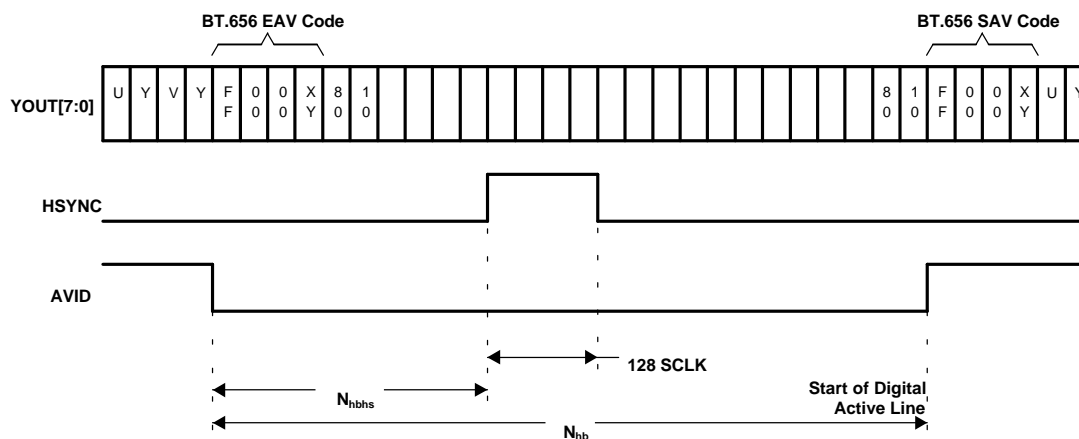 BT.656 EAV Code
BT.656 SAV Code
YOUT[7:0]
U Y V Y F 0 0 X 8 1 8 1 F 0 0 X U Y
F 0 0 Y 0 0 0 0 F 0 0 Y
HSYNC
AVID
128 SCLK
Nhbhs
Start of Digital
Active Line
Nhb